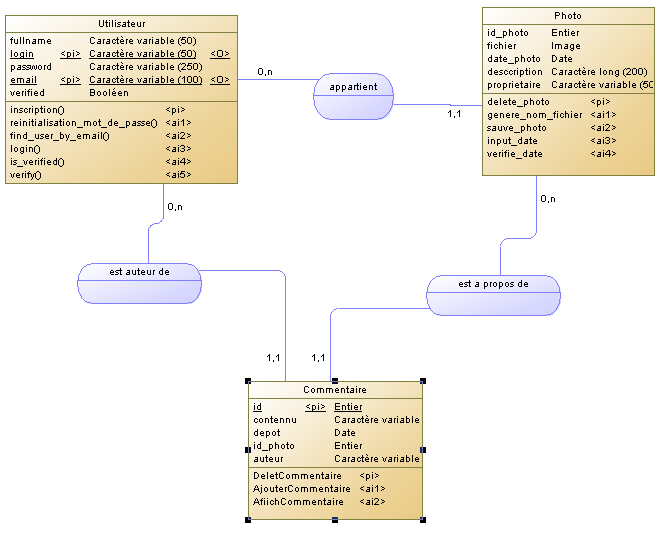 Utilisateur
fullname Caractère variable (50)
login <pi> Caractère variable (50) <O>
password Caractère variable (250)
email <pi> Caractère variable (100) <O>
verified Booléen
inscription() <pi>
reinitialisation_mot_de_passe() <ai1>
find_user_by_email() <ai2>
login() <ai3>
is_verified() <ai4>
verify() <ai5>
0,n
appartient
1,1
Photo
id_photo Entier
fichier Image
date_photo Date
desccription Caractère long (200)
proprietaire Caractère variable (50
delete_photo <pi>
genere_nom_fichier <ai1>
sauve_photo <ai2>
input_date <ai3>
verifie_date <ai4>
0,n
0,n
est auteur de
est a propos de
1,1
1,1
Commentaire
id <pi> Entier
contennu Caractère variable
depot Date
id_photo Entier
auteur Caractère variable
DeletCommentaire <pi>
AjouterCommentaire <ai1>
AfiichCommentaire <ai2>